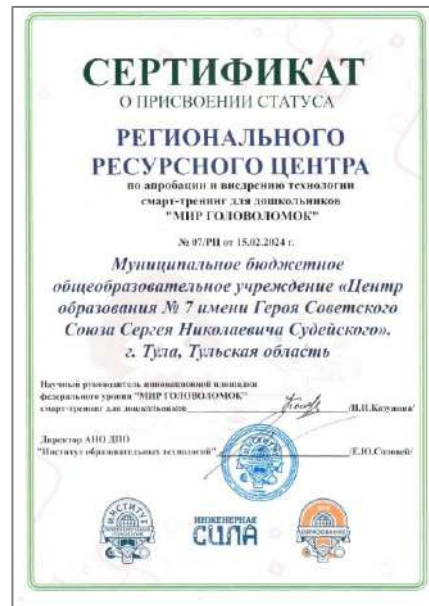 СЕРТИФИКАТ
О ПРИСВОЕНИИ СТАТУСА
РЕГИОНАЛЬНОГО
РЕСУРСНОГО ЦЕНТРА
по апробации и внедрению технологии
смарт-тренинг для дошкольников
"МИР ГОЛОВОЛОМОК"
№ 07/РЦ от 15.02.2024 г.
Муниципальное бюджетное
общеобразовательное учреждение «Центр
образования № 7 имени Героя Советского
Союза Сергея Николаевича Судейского».
г. Тула, Тульская область
Научный руководитель инновационной площадки
федерального уровня "МИР ГОЛОВОЛОМОК"
смарт-тренинг для дошкольников
Директор АНО ДПО
"Институт образовательных технологий" /Е.Ю.Соловей/
ИНСТИТУТ
ИНЖЕНЕРНАЯ
СИЛА